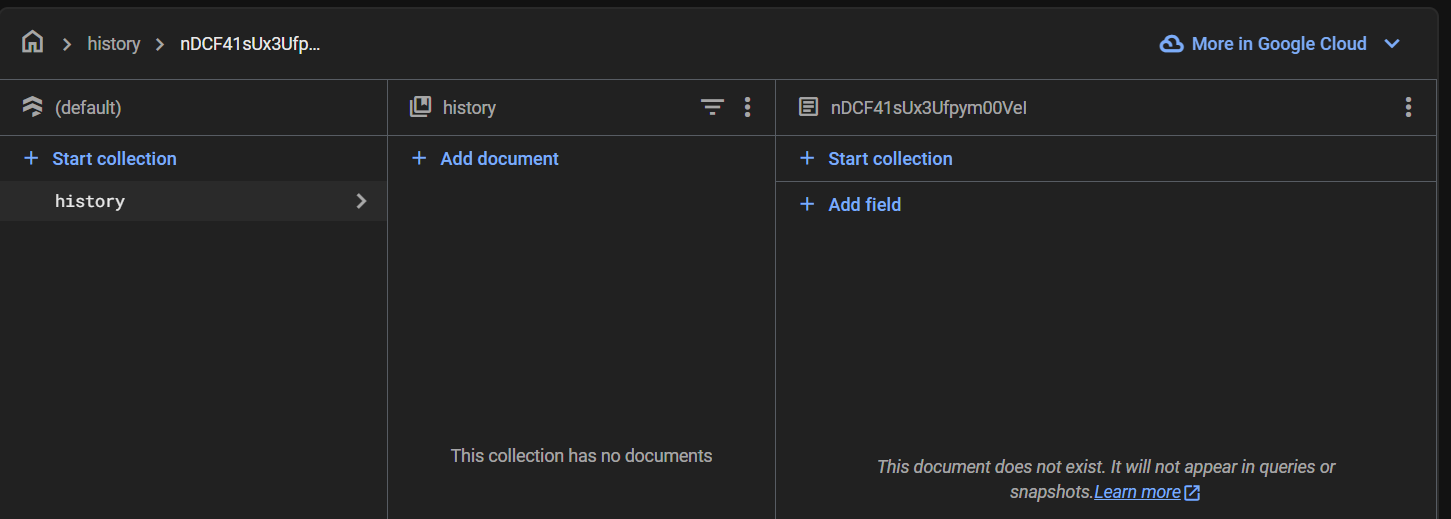 history
nDCF41sUx3Ufp...
More in Google Cloud
(default)
history
nDCF41sUx3Ufpym00VeI
+ Start collection
+ Add document
+ Start collection
history
+ Add field
This collection has no documents
This document does not exist. It will not appear in queries or
snapshots.Learn more